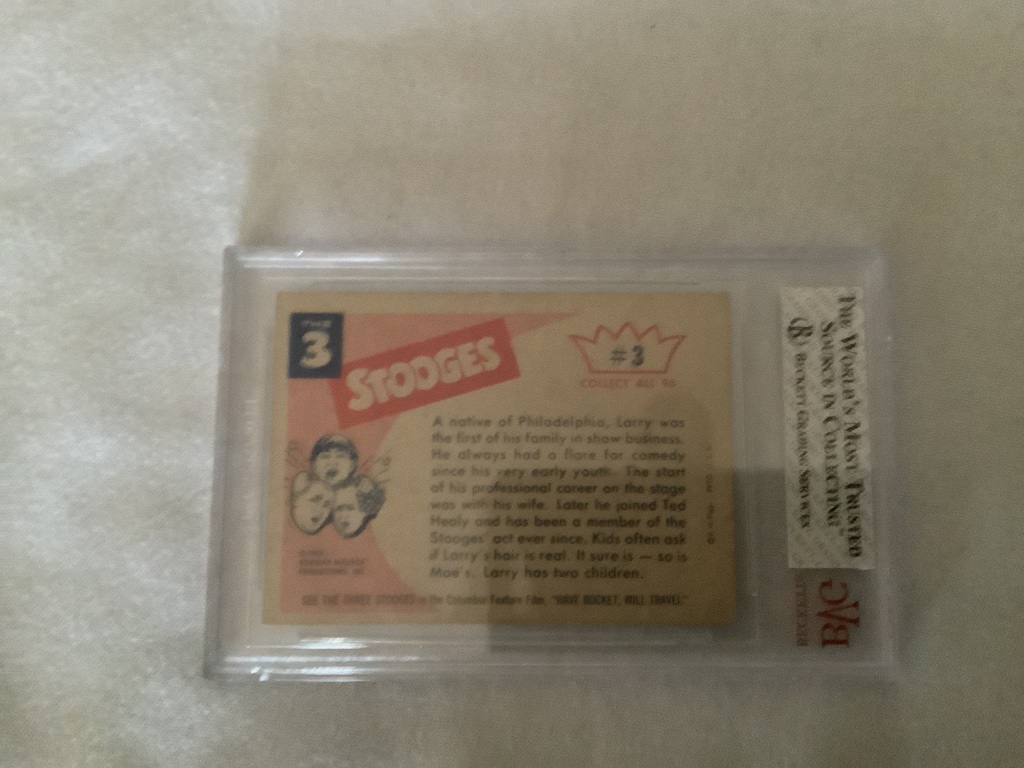 THE
3
STOOGES
#3
COLLECT ALL 96
A native of Philadelphia, Larry was
the first of his family in show business.
He always had a flare for comedy
since his very early youth. The start
of his professional career on the stage
was with his wife. Later he joined Ted
Healy and has been a member of the
Stooges' act ever since. Kids often ask
if Larry's hair is real. It sure is — so is
Moe's. Larry has two children.
SEE THE THREE STOOGES in the Columbia Feature Film, "HAVE ROCKET, WILL TRAVEL"
THE WORLD'S MOST TRUSTED
SOURCE IN COLLECTING
BECKETT GRADING SERVICES
BECKETT
BVG